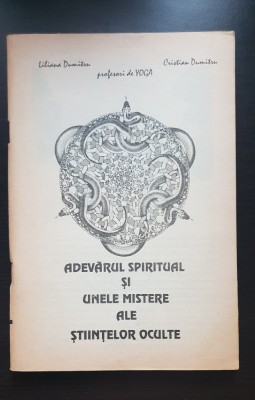 Liliana Dumitru Cristian Dumitru
profesori de YOGA
ADEVĂRUL SPIRITUAL
ȘI
UNELE MISTERE
ALE
ȘTIINȚELOR OCULTE